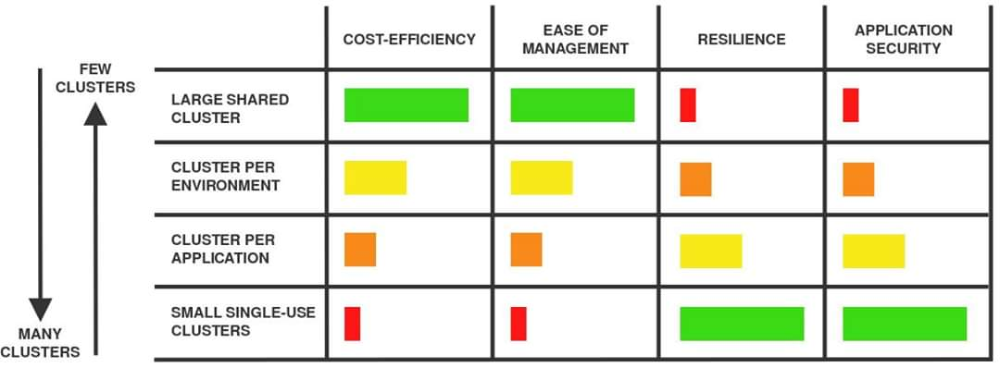 COST-EFFICIENCY
EASE OF
MANAGEMENT
RESILIENCE
APPLICATION
SECURITY
FEW
CLUSTERS
LARGE SHARED
CLUSTER
CLUSTER PER
ENVIRONMENT
CLUSTER PER
APPLICATION
SMALL SINGLE-USE
CLUSTERS
MANY
CLUSTERS